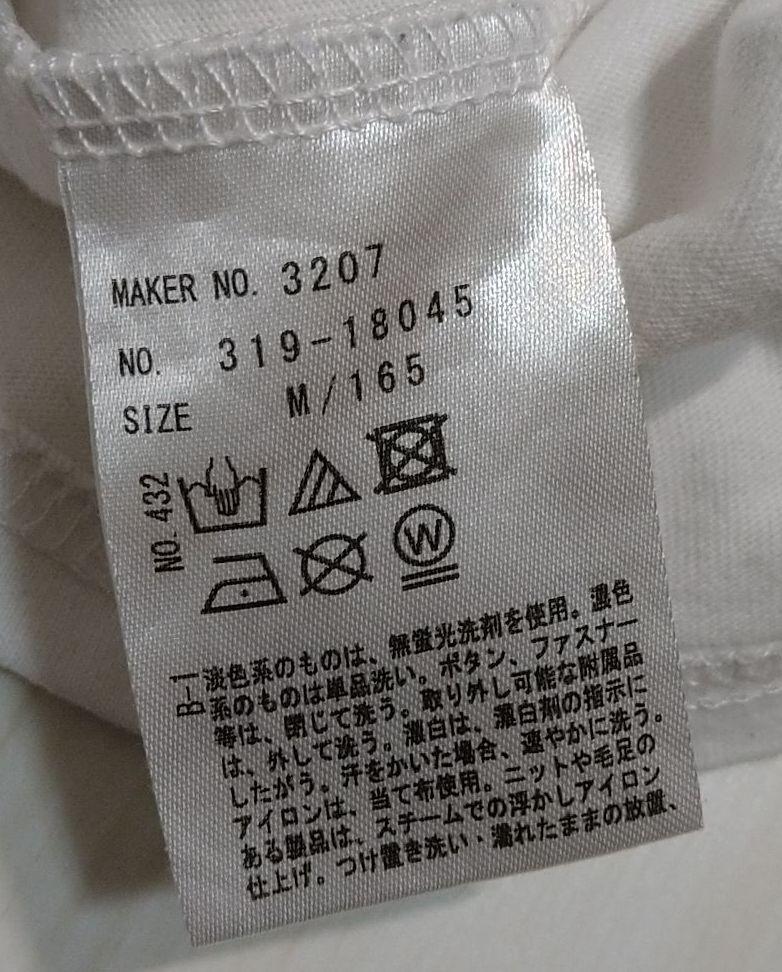 MAKER NO. 3207
NO. 319-18045
SIZE M/165
NO. 432
W
B-1
淡色系のものは、無蛍光洗剤を使用。濃色
系のものは単品洗い。ボタン、ファスナー
等は、閉じて洗う。取り外し可能な附属品
は、外して洗う。漂白は、漂白剤の指示に
したがう。汗をかいた場合、速やかに洗う。
アイロンは、当て布使用。ニットや毛足の
ある製品は、スチームでの浮かしアイロン
仕上げ。つけ置き洗い・濡れたままの放置、